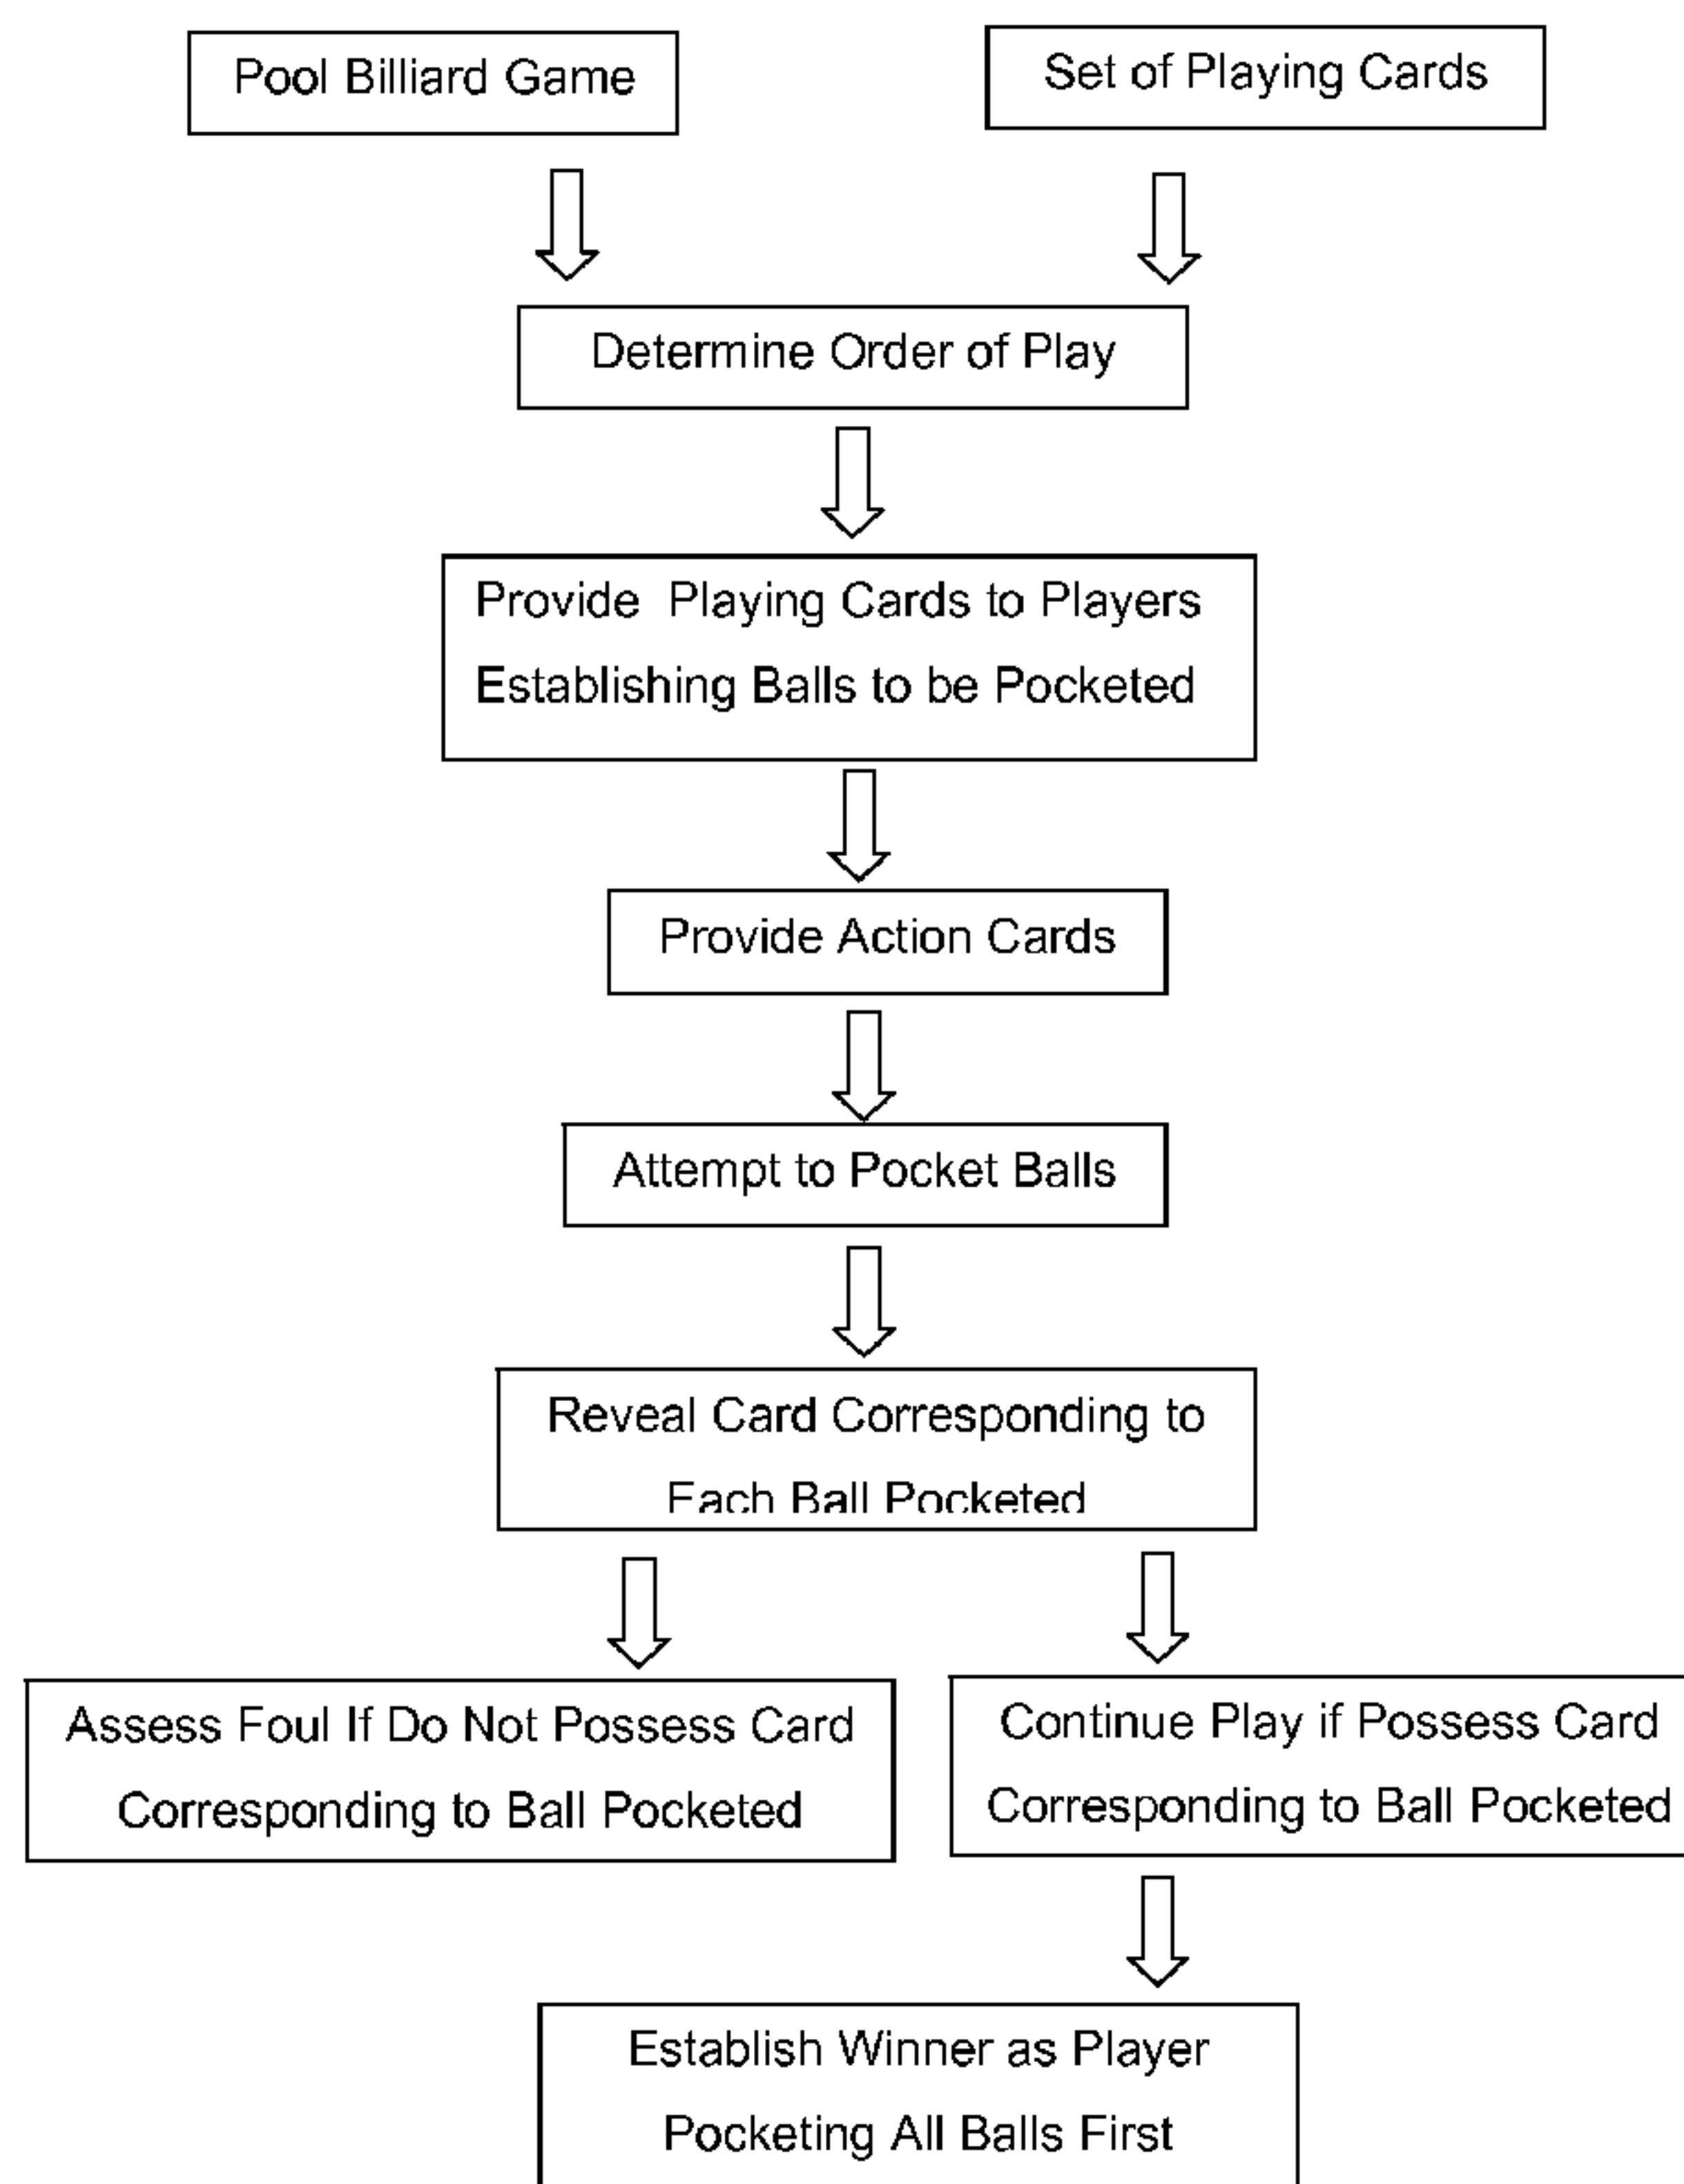 Pool Billiard Game
Set of Playing Cards
Determine Order of Play
Provide Playing Cards to Players
Establishing Balls to be Pocketed
Provide Action Cards
Attempt to Pocket Balls
Reveal Card Corresponding to
Each Ball Pocketed
Assess Foul If Do Not Possess Card
Corresponding to Ball Pocketed
Continue Play if Possess Card
Corresponding to Ball Pocketed
Establish Winner as Player
Pocketing All Balls First